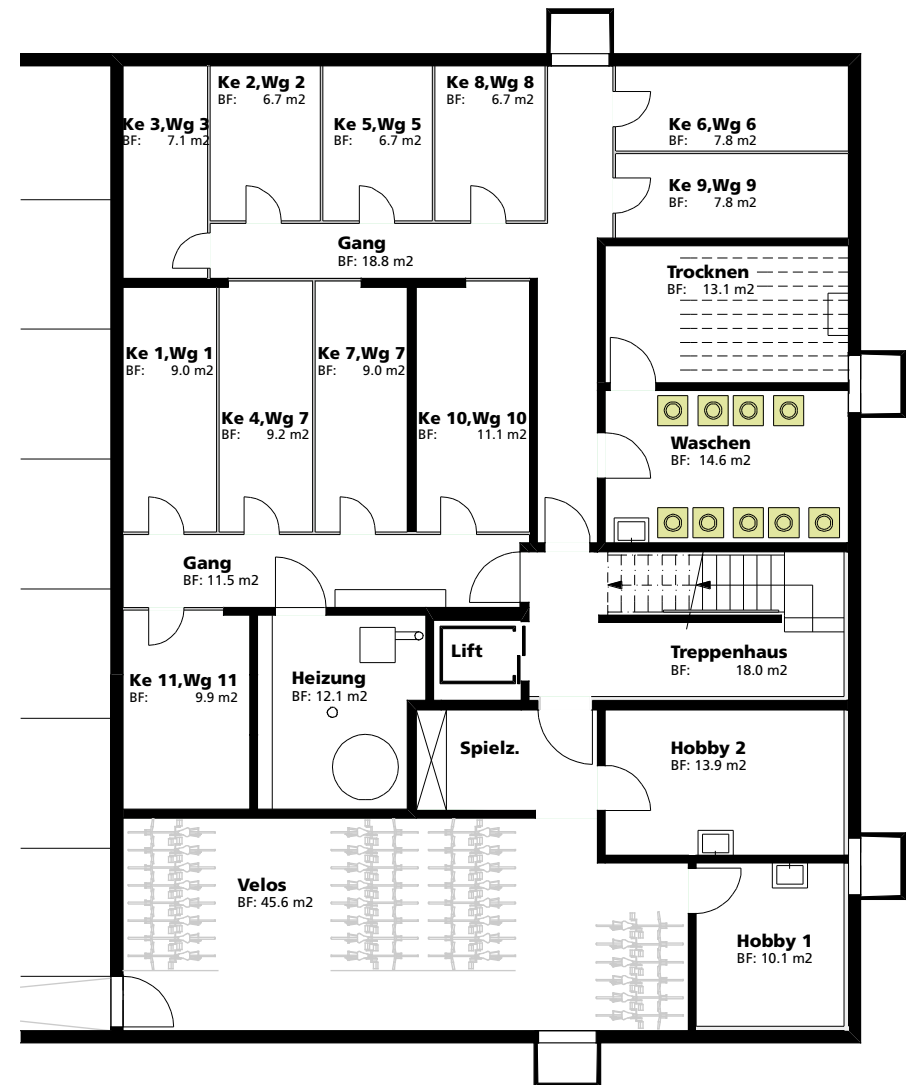 Ke 2,Wg 2
BF: 6.7 m2
Ke 8,Wg 8
BF: 6.7 m2
Ke 3,Wg 3
BF: 7.1 m2
Ke 5,Wg 5
BF: 6.7 m2
Ke 6,Wg 6
BF: 7.8 m2
Ke 9,Wg 9
BF: 7.8 m2
Gang
BF: 18.8 m2
Trocknen
BF: 13.1 m2
Ke 1,Wg 1
BF: 9.0 m2
Ke 7,Wg 7
BF: 9.0 m2
Ke 4,Wg 7
BF: 9.2 m2
Ke 10,Wg 10
BF: 11.1 m2
Waschen
BF: 14.6 m2
Gang
BF: 11.5 m2
Lift
Treppenhaus
BF: 18.0 m2
Ke 11,Wg 11
BF: 9.9 m2
Heizung
BF: 12.1 m2
Spielz.
Hobby 2
BF: 13.9 m2
Velos
BF: 45.6 m2
Hobby 1
BF: 10.1 m2